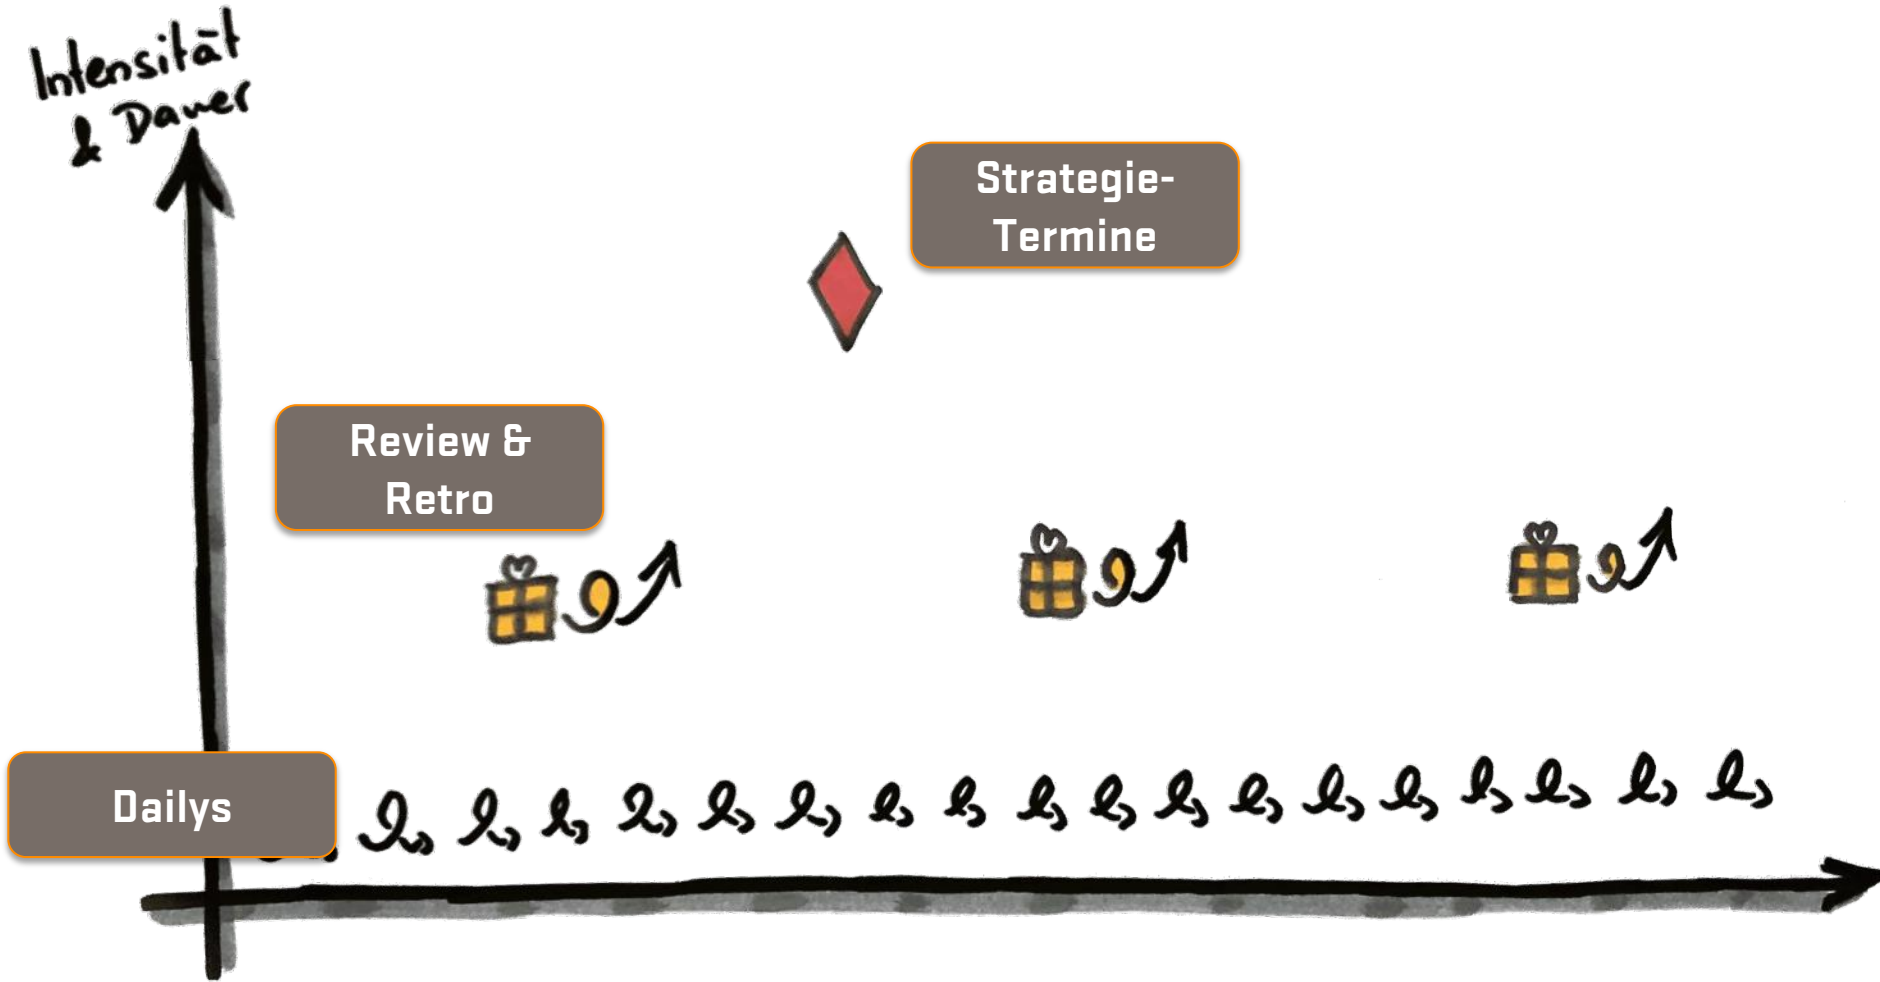 Intensität
& Dauer
Strategie-
Termine
Review &
Retro
Dailys